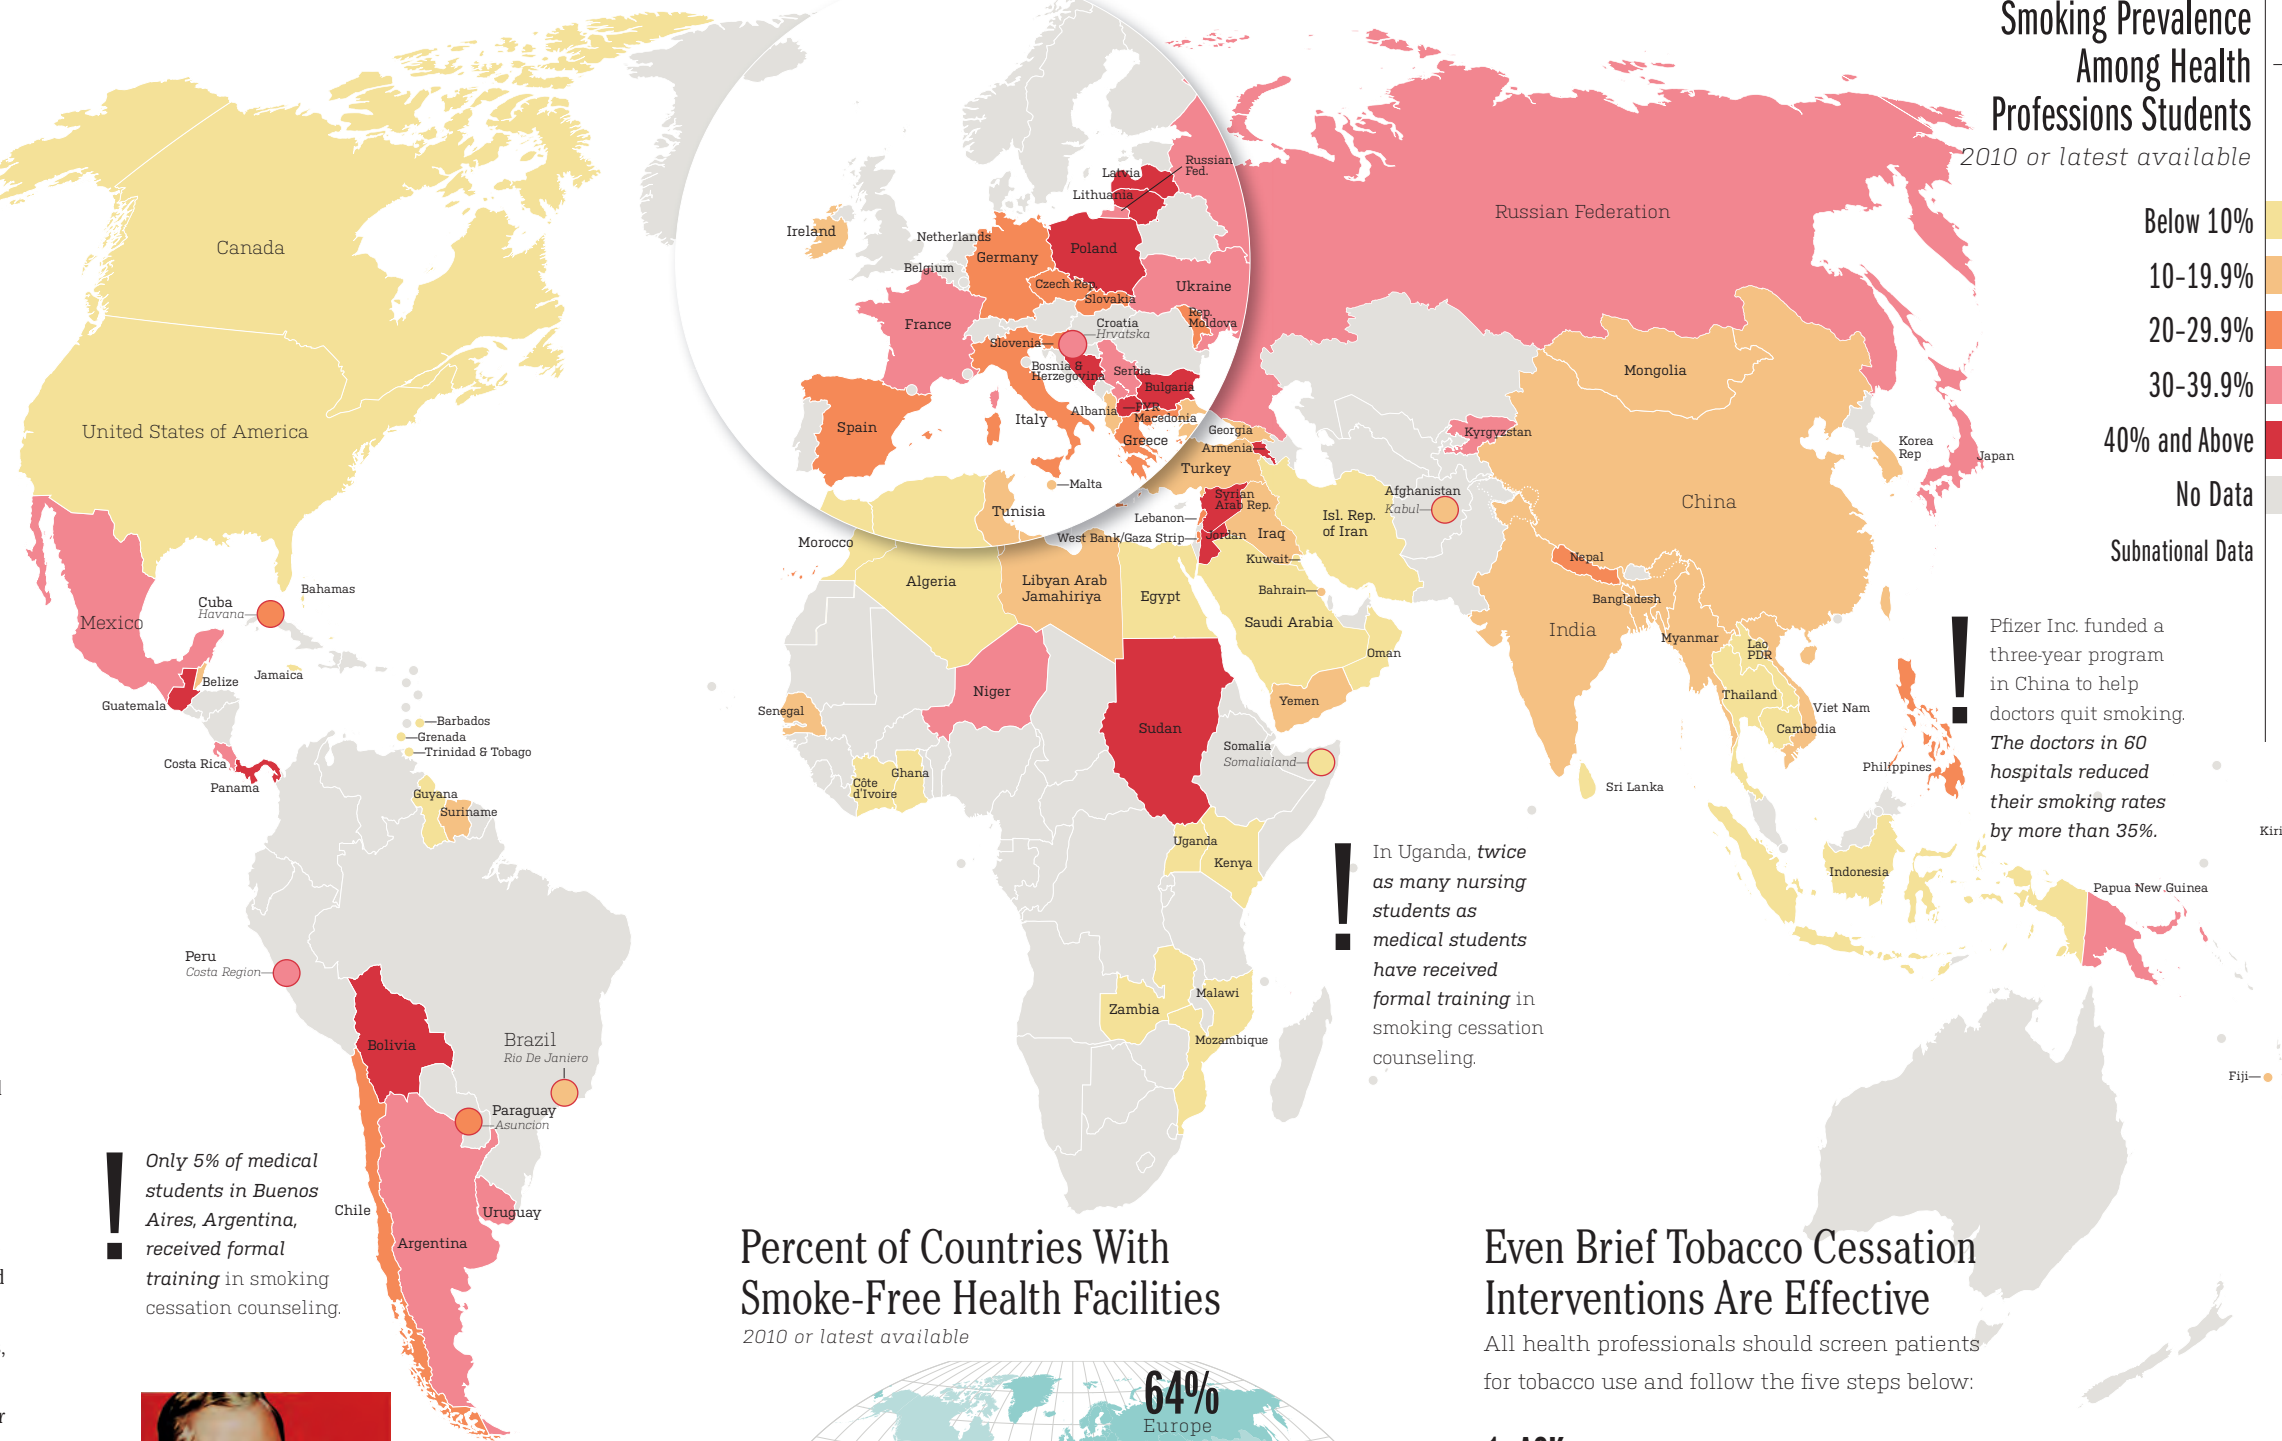 Smoking Prevalence
Among Health
Professions Students
2010 or latest available
Below 10%
10–19.9%
20–29.9%
30–39.9%
40% and Above
No Data
Subnational Data
Canada
United States of America
Mexico
Cuba
Havana
Bahamas
Jamaica
Belize
Guatemala
Costa Rica
Panama
Barbados
Grenada
Trinidad & Tobago
Guyana
Suriname
Peru
Costa Region
Bolivia
Brazil
Rio De Janiero
Paraguay
Asuncion
Chile
Argentina
Uruguay
Ireland
Netherlands
Belgium
Germany
Poland
Latvia
Lithuania
Russian
Fed.
Czech Rep.
Slovakia
Ukraine
Rep.
Moldova
France
Croatia
Hrvatska
Slovenia
Bosnia &
Herzegovina
Serbia
Bulgaria
Albania
FYR
Macedonia
Spain
Italy
Greece
Malta
Tunisia
Georgia
Armenia
Turkey
Syrian
Arab Rep.
Lebanon
West Bank/Gaza Strip
Jordan
Iraq
Kuwait
Bahrain
Isl. Rep.
of Iran
Saudi Arabia
Oman
Yemen
Morocco
Algeria
Libyan Arab
Jamahiriya
Egypt
Niger
Senegal
Sudan
Somalia
Somalialand
Côte
d'Ivoire
Ghana
Uganda
Kenya
Zambia
Malawi
Mozambique
Russian Federation
Mongolia
Kyrgyzstan
Afghanistan
Kabul
China
Korea
Rep
Japan
Nepal
Bangladesh
India
Myanmar
Lao
PDR
Thailand
Viet Nam
Cambodia
Philippines
Sri Lanka
Indonesia
Papua New Guinea
Kiri
Fiji
! Pfizer Inc. funded a
three-year program
in China to help
doctors quit smoking.
The doctors in 60
hospitals reduced
their smoking rates
by more than 35%.
! In Uganda, twice
as many nursing
students as
medical students
have received
formal training in
smoking cessation
counseling.
! Only 5% of medical
students in Buenos
Aires, Argentina,
received formal
training in smoking
cessation counseling.
Percent of Countries With
Smoke-Free Health Facilities
2010 or latest available
64%
Europe
Even Brief Tobacco Cessation
Interventions Are Effective
All health professionals should screen patients
for tobacco use and follow the five steps below: